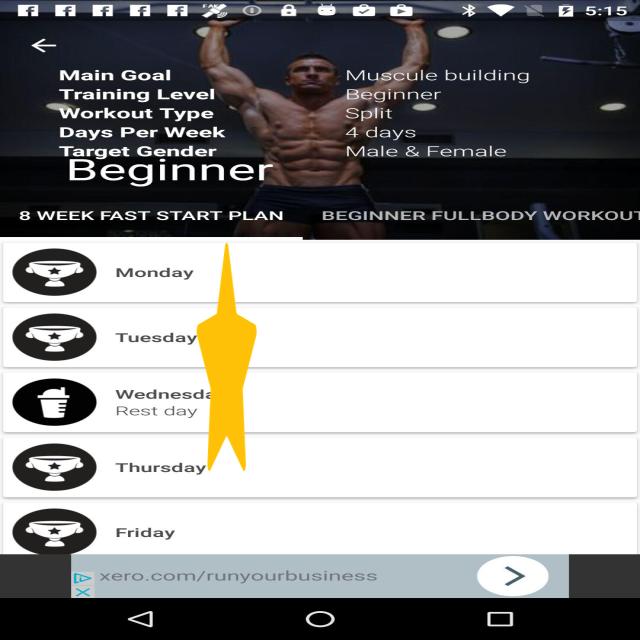 5:15
Main Goal Muscule building
Training Level Beginner
Workout Type Split
Days Per Week 4 days
Target Gender Male & Female
Beginner
8 WEEK FAST START PLAN BEGINNER FULLBODY WORKOUT
Monday
Tuesday
Rest day
Thursday
Friday
xero.com/runyourbusiness